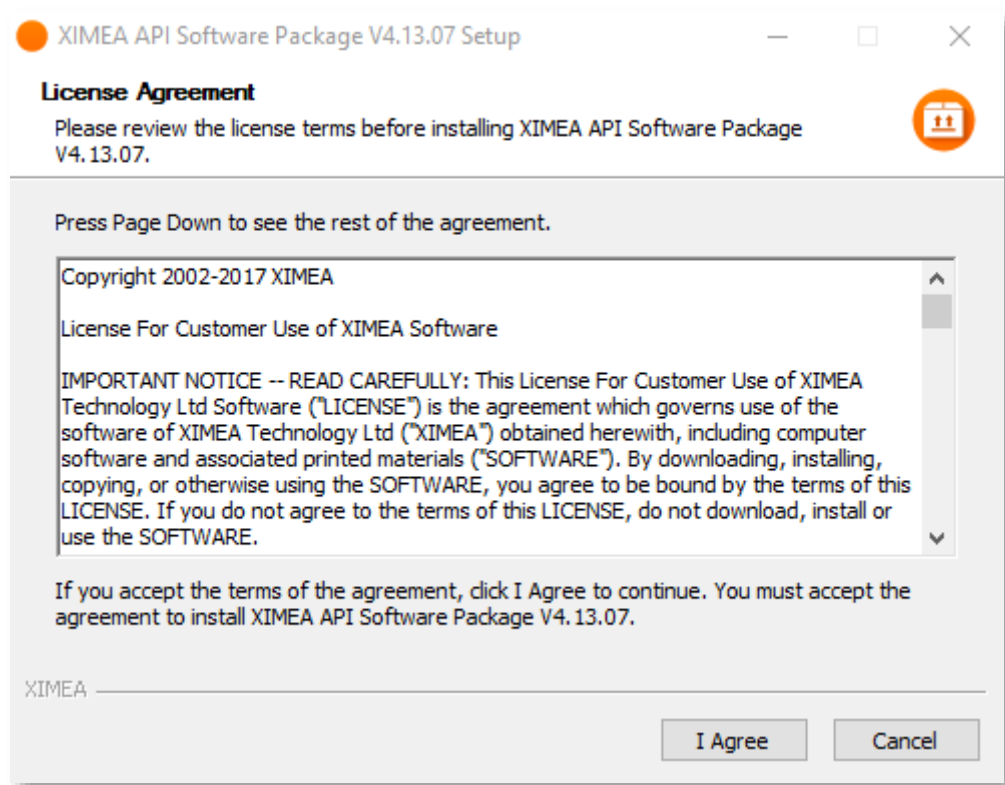 XIMEA API Software Package V4.13.07 Setup
License Agreement
Please review the license terms before installing XIMEA API Software Package
V4.13.07.
Press Page Down to see the rest of the agreement.
Copyright 2002-2017 XIMEA
License For Customer Use of XIMEA Software
IMPORTANT NOTICE -- READ CAREFULLY: This License For Customer Use of XIMEA
Technology Ltd Software ("LICENSE") is the agreement which governs use of the
software of XIMEA Technology Ltd ("XIMEA") obtained herewith, including computer
software and associated printed materials ("SOFTWARE"). By downloading, installing,
copying, or otherwise using the SOFTWARE, you agree to be bound by the terms of this
LICENSE. If you do not agree to the terms of this LICENSE, do not download, install or
use the SOFTWARE.
If you accept the terms of the agreement, click I Agree to continue. You must accept the
agreement to install XIMEA API Software Package V4.13.07.
XIMEA
I Agree
Cancel